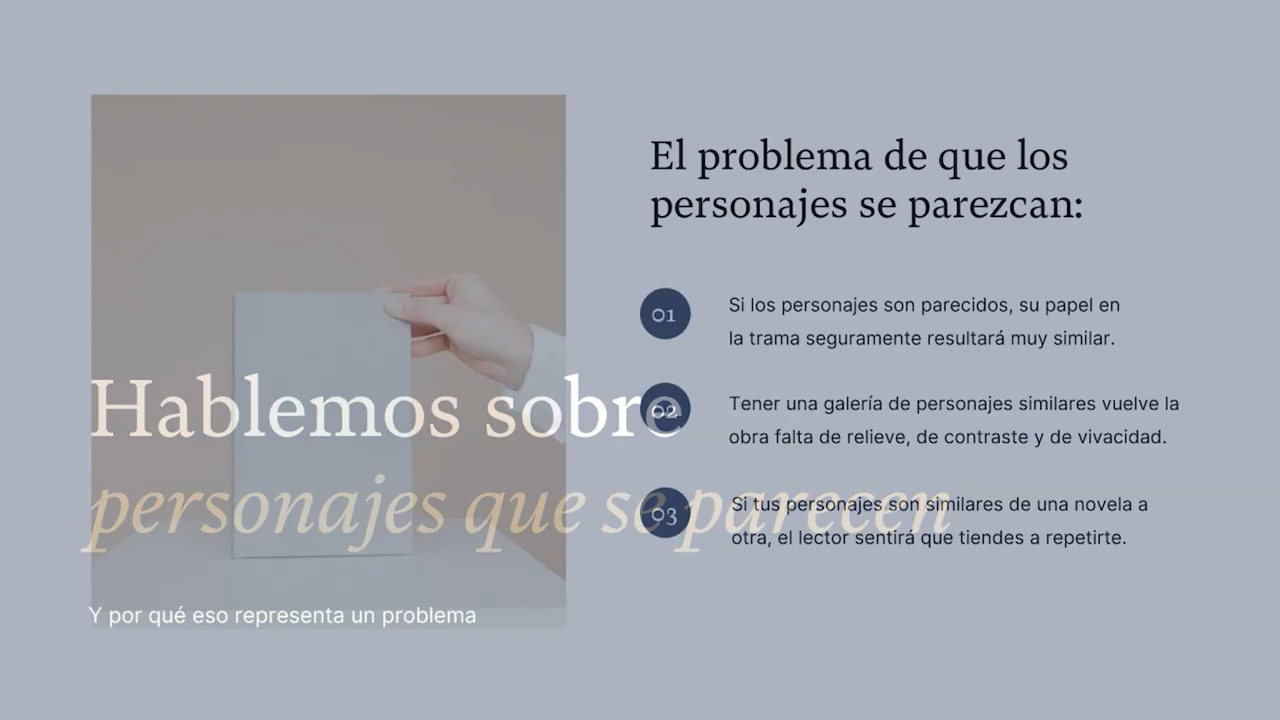 Hablemos sobre
personajes que se parecen
Y por qué eso representa un problema
El problema de que los
personajes se parezcan:
01
Si los personajes son parecidos, su papel en
la trama seguramente resultará muy similar.
02
Tener una galería de personajes similares vuelve la
obra falta de relieve, de contraste y de vivacidad.
03
Si tus personajes son similares de una novela a
otra, el lector sentirá que tiendes a repetirte.